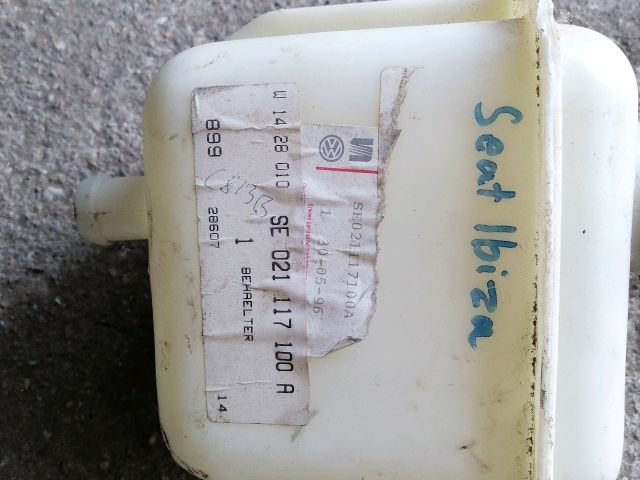 W 14 28 010 SE 021 117 100 A
899 28607 1 BEHAELTER 14
SE021117100A
1 30-05-96
Seat Ibiza